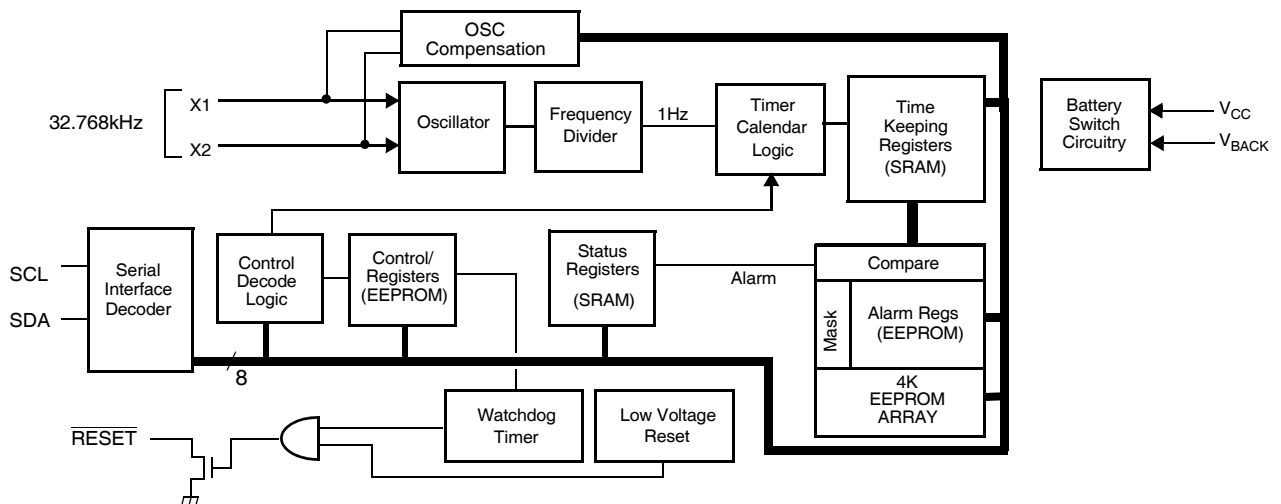 OSC
Compensation
32.768kHz
X1
X2
Oscillator
Frequency
Divider
1Hz
Timer
Calendar
Logic
Time
Keeping
Registers
(SRAM)
Battery
Switch
Circuitry
VCC
VBACK
SCL
SDA
Serial
Interface
Decoder
Control
Decode
Logic
Control/
Registers
(EEPROM)
Status
Registers
(SRAM)
Alarm
Compare
Mask
Alarm Regs
(EEPROM)
4K
EEPROM
ARRAY
8
Watchdog
Timer
Low Voltage
Reset
RESET